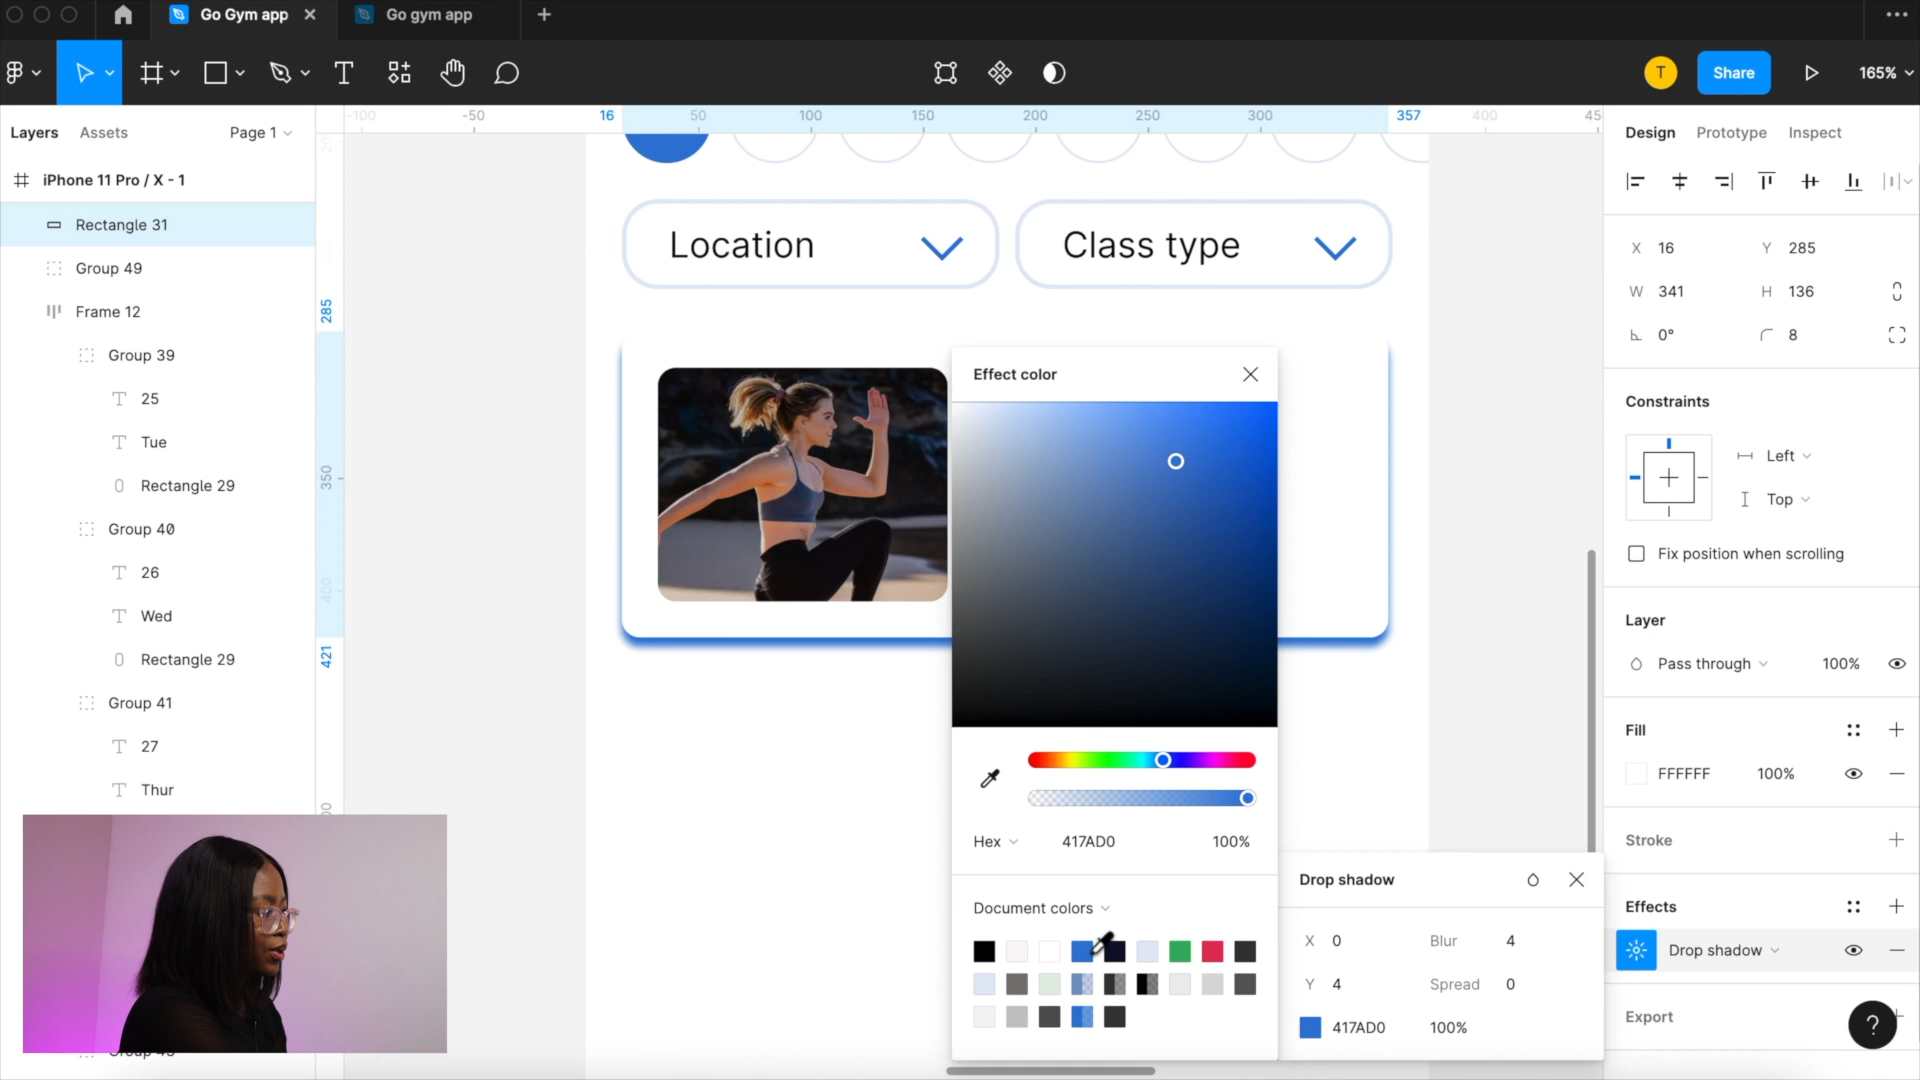 Go Gym app
Go gym app
T
Share
165%
Layers
Assets
Page 1
-100
-50
16
50
100
150
200
250
300
357
400
45
Design
Prototype
Inspect
iPhone 11 Pro / X - 1
Rectangle 31
Group 49
Frame 12
Group 39
25
Tue
Rectangle 29
Group 40
26
Wed
Rectangle 29
Group 41
27
Thur
285
350
400
421
Location
Class type
Effect color
Hex
417AD0
100%
Document colors
Drop shadow
X
0
Blur
4
Y
4
Spread
0
417AD0
100%
X
16
Y
285
W
341
H
136
0°
8
Constraints
Left
Top
Fix position when scrolling
Layer
Pass through
100%
Fill
FFFFFF
100%
Stroke
Effects
Drop shadow
Export
?